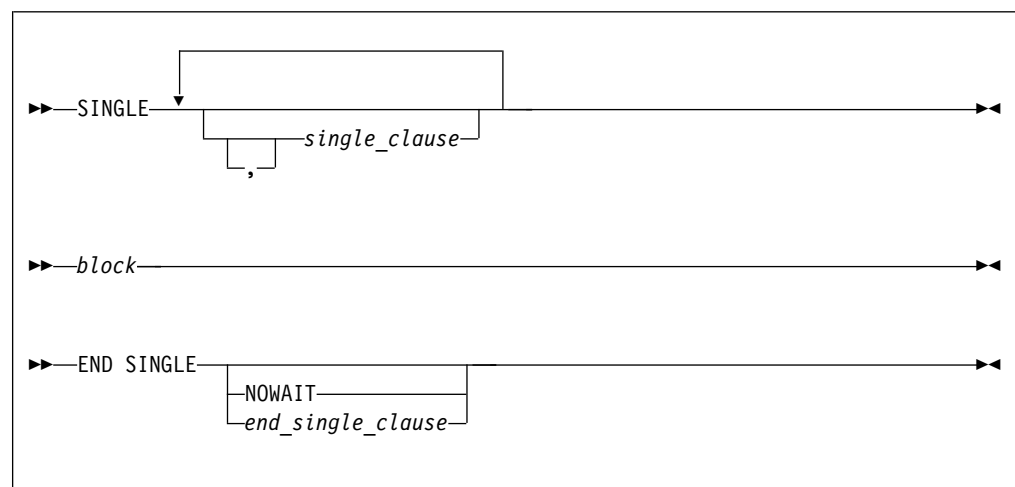 SINGLE
single_clause
,
block
END SINGLE
NOWAIT
end_single_clause